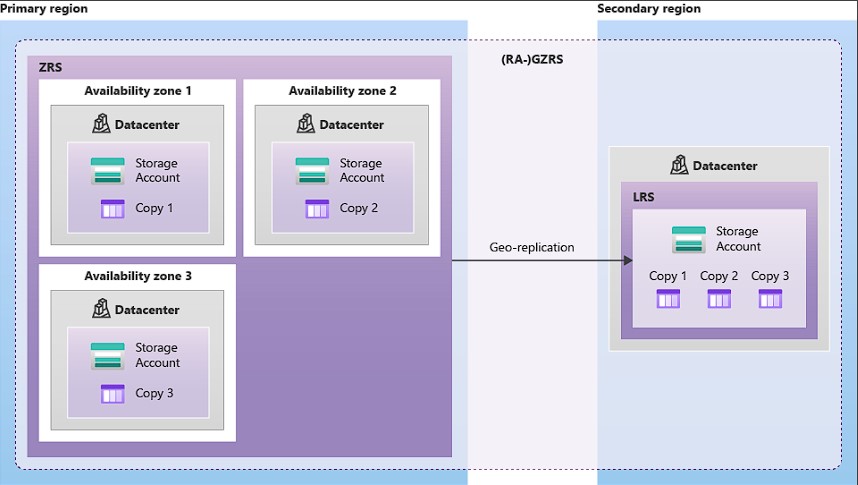 Primary region
Secondary region
(RA-)GZRS
ZRS
Availability zone 1
Datacenter
Storage
Account
Copy 1
Availability zone 2
Datacenter
Storage
Account
Copy 2
Availability zone 3
Datacenter
Storage
Account
Copy 3
Geo-replication
Datacenter
LRS
Storage
Account
Copy 1 Copy 2 Copy 3